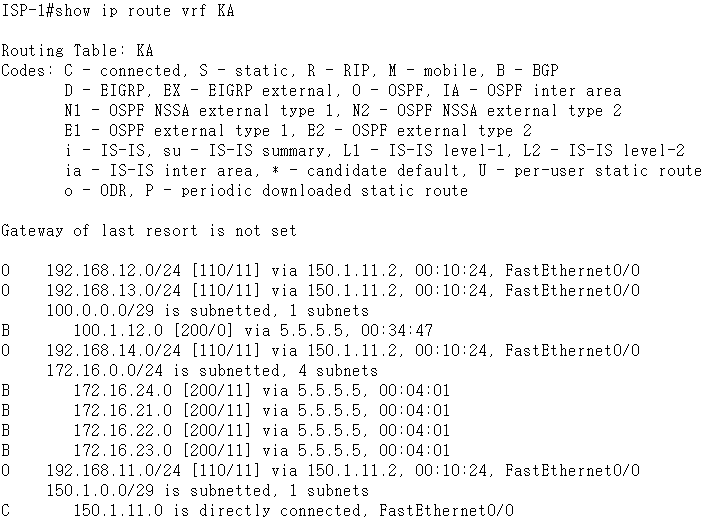 ISP-1#show ip route vrf KA
Routing Table: KA
Codes: C - connected, S - static, R - RIP, M - mobile, B - BGP
       D - EIGRP, EX - EIGRP external, O - OSPF, IA - OSPF inter area
       N1 - OSPF NSSA external type 1, N2 - OSPF NSSA external type 2
       E1 - OSPF external type 1, E2 - OSPF external type 2
       i - IS-IS, su - IS-IS summary, L1 - IS-IS level-1, L2 - IS-IS level-2
       ia - IS-IS inter area, * - candidate default, U - per-user static route
       o - ODR, P - periodic downloaded static route
Gateway of last resort is not set
O    192.168.12.0/24 [110/11] via 150.1.11.2, 00:10:24, FastEthernet0/0
O    192.168.13.0/24 [110/11] via 150.1.11.2, 00:10:24, FastEthernet0/0
     100.0.0.0/29 is subnetted, 1 subnets
B       100.1.12.0 [200/0] via 5.5.5.5, 00:34:47
O    192.168.14.0/24 [110/11] via 150.1.11.2, 00:10:24, FastEthernet0/0
     172.16.0.0/24 is subnetted, 4 subnets
B       172.16.24.0 [200/11] via 5.5.5.5, 00:04:01
B       172.16.21.0 [200/11] via 5.5.5.5, 00:04:01
B       172.16.22.0 [200/11] via 5.5.5.5, 00:04:01
B       172.16.23.0 [200/11] via 5.5.5.5, 00:04:01
O    192.168.11.0/24 [110/11] via 150.1.11.2, 00:10:24, FastEthernet0/0
     150.1.0.0/29 is subnetted, 1 subnets
C       150.1.11.0 is directly connected, FastEthernet0/0